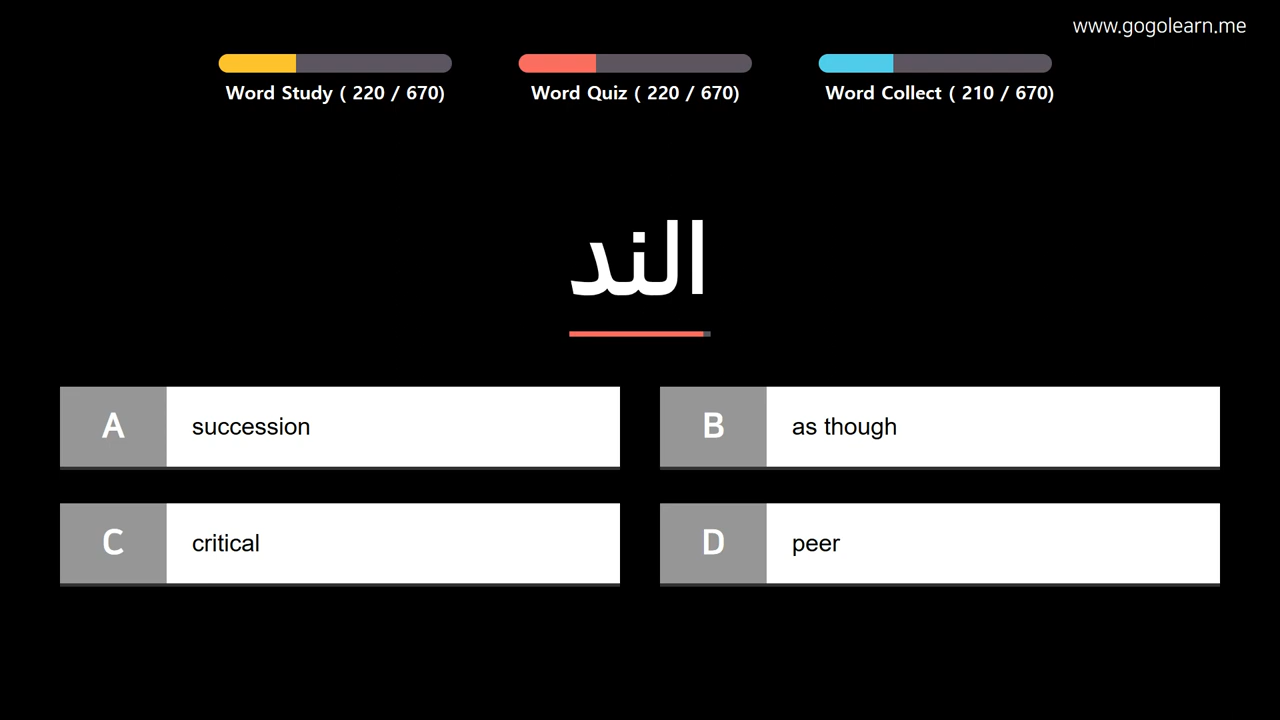 www.gogolearn.me
Word Study ( 220 / 670)
Word Quiz ( 220 / 670)
Word Collect ( 210 / 670)
الند
A succession
B as though
C critical
D peer